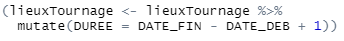 (lieuxTournage <- lieuxTournage %>%
  mutate(DUREE = DATE_FIN - DATE_DEB + 1))